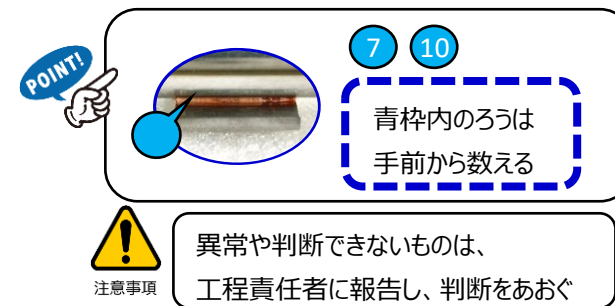 POINT!
7 10
青枠内のろうは
手前から数える
注意事項
異常や判断できないものは、
工程責任者に報告し、判断をあおぐ